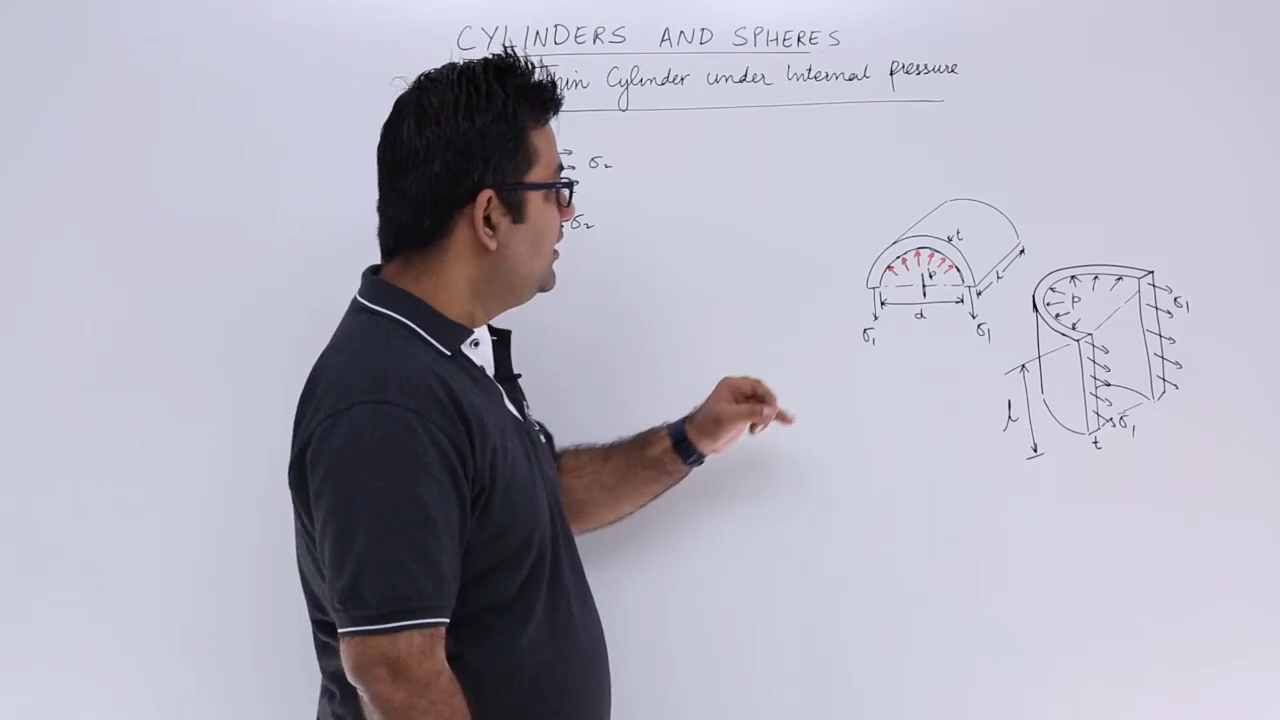 CYLINDERS AND SPHERES
Cylinder under Internal pressure
σ₂
σ₂
t
p
l
d
σ₁
σ₁
p
σ₁
l
σ₁
t